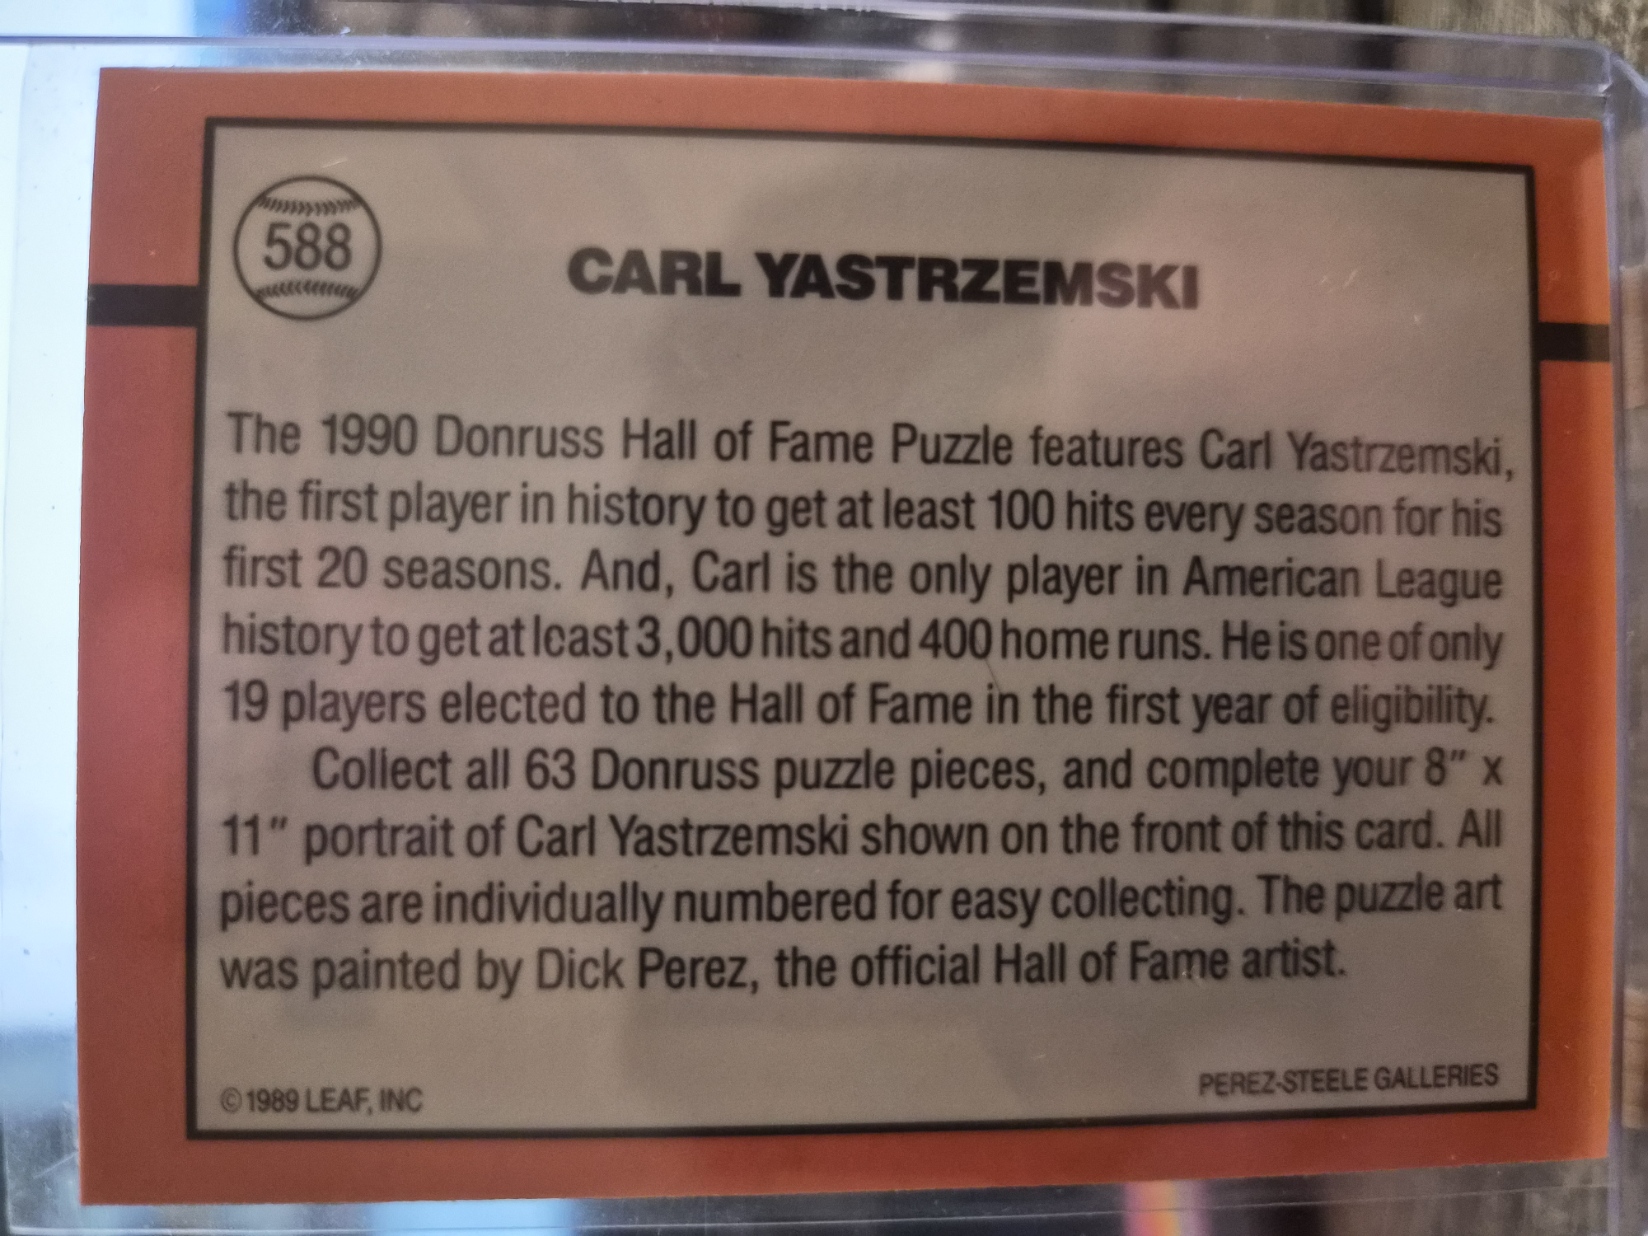 588
CARL YASTRZEMSKI
The 1990 Donruss Hall of Fame Puzzle features Carl Yastrzemski,
the first player in history to get at least 100 hits every season for his
first 20 seasons. And, Carl is the only player in American League
history to get at least 3,000 hits and 400 home runs. He is one of only
19 players elected to the Hall of Fame in the first year of eligibility.
Collect all 63 Donruss puzzle pieces, and complete your 8" x
11" portrait of Carl Yastrzemski shown on the front of this card. All
pieces are individually numbered for easy collecting. The puzzle art
was painted by Dick Perez, the official Hall of Fame artist.
©1989 LEAF, INC
PEREZ-STEELE GALLERIES